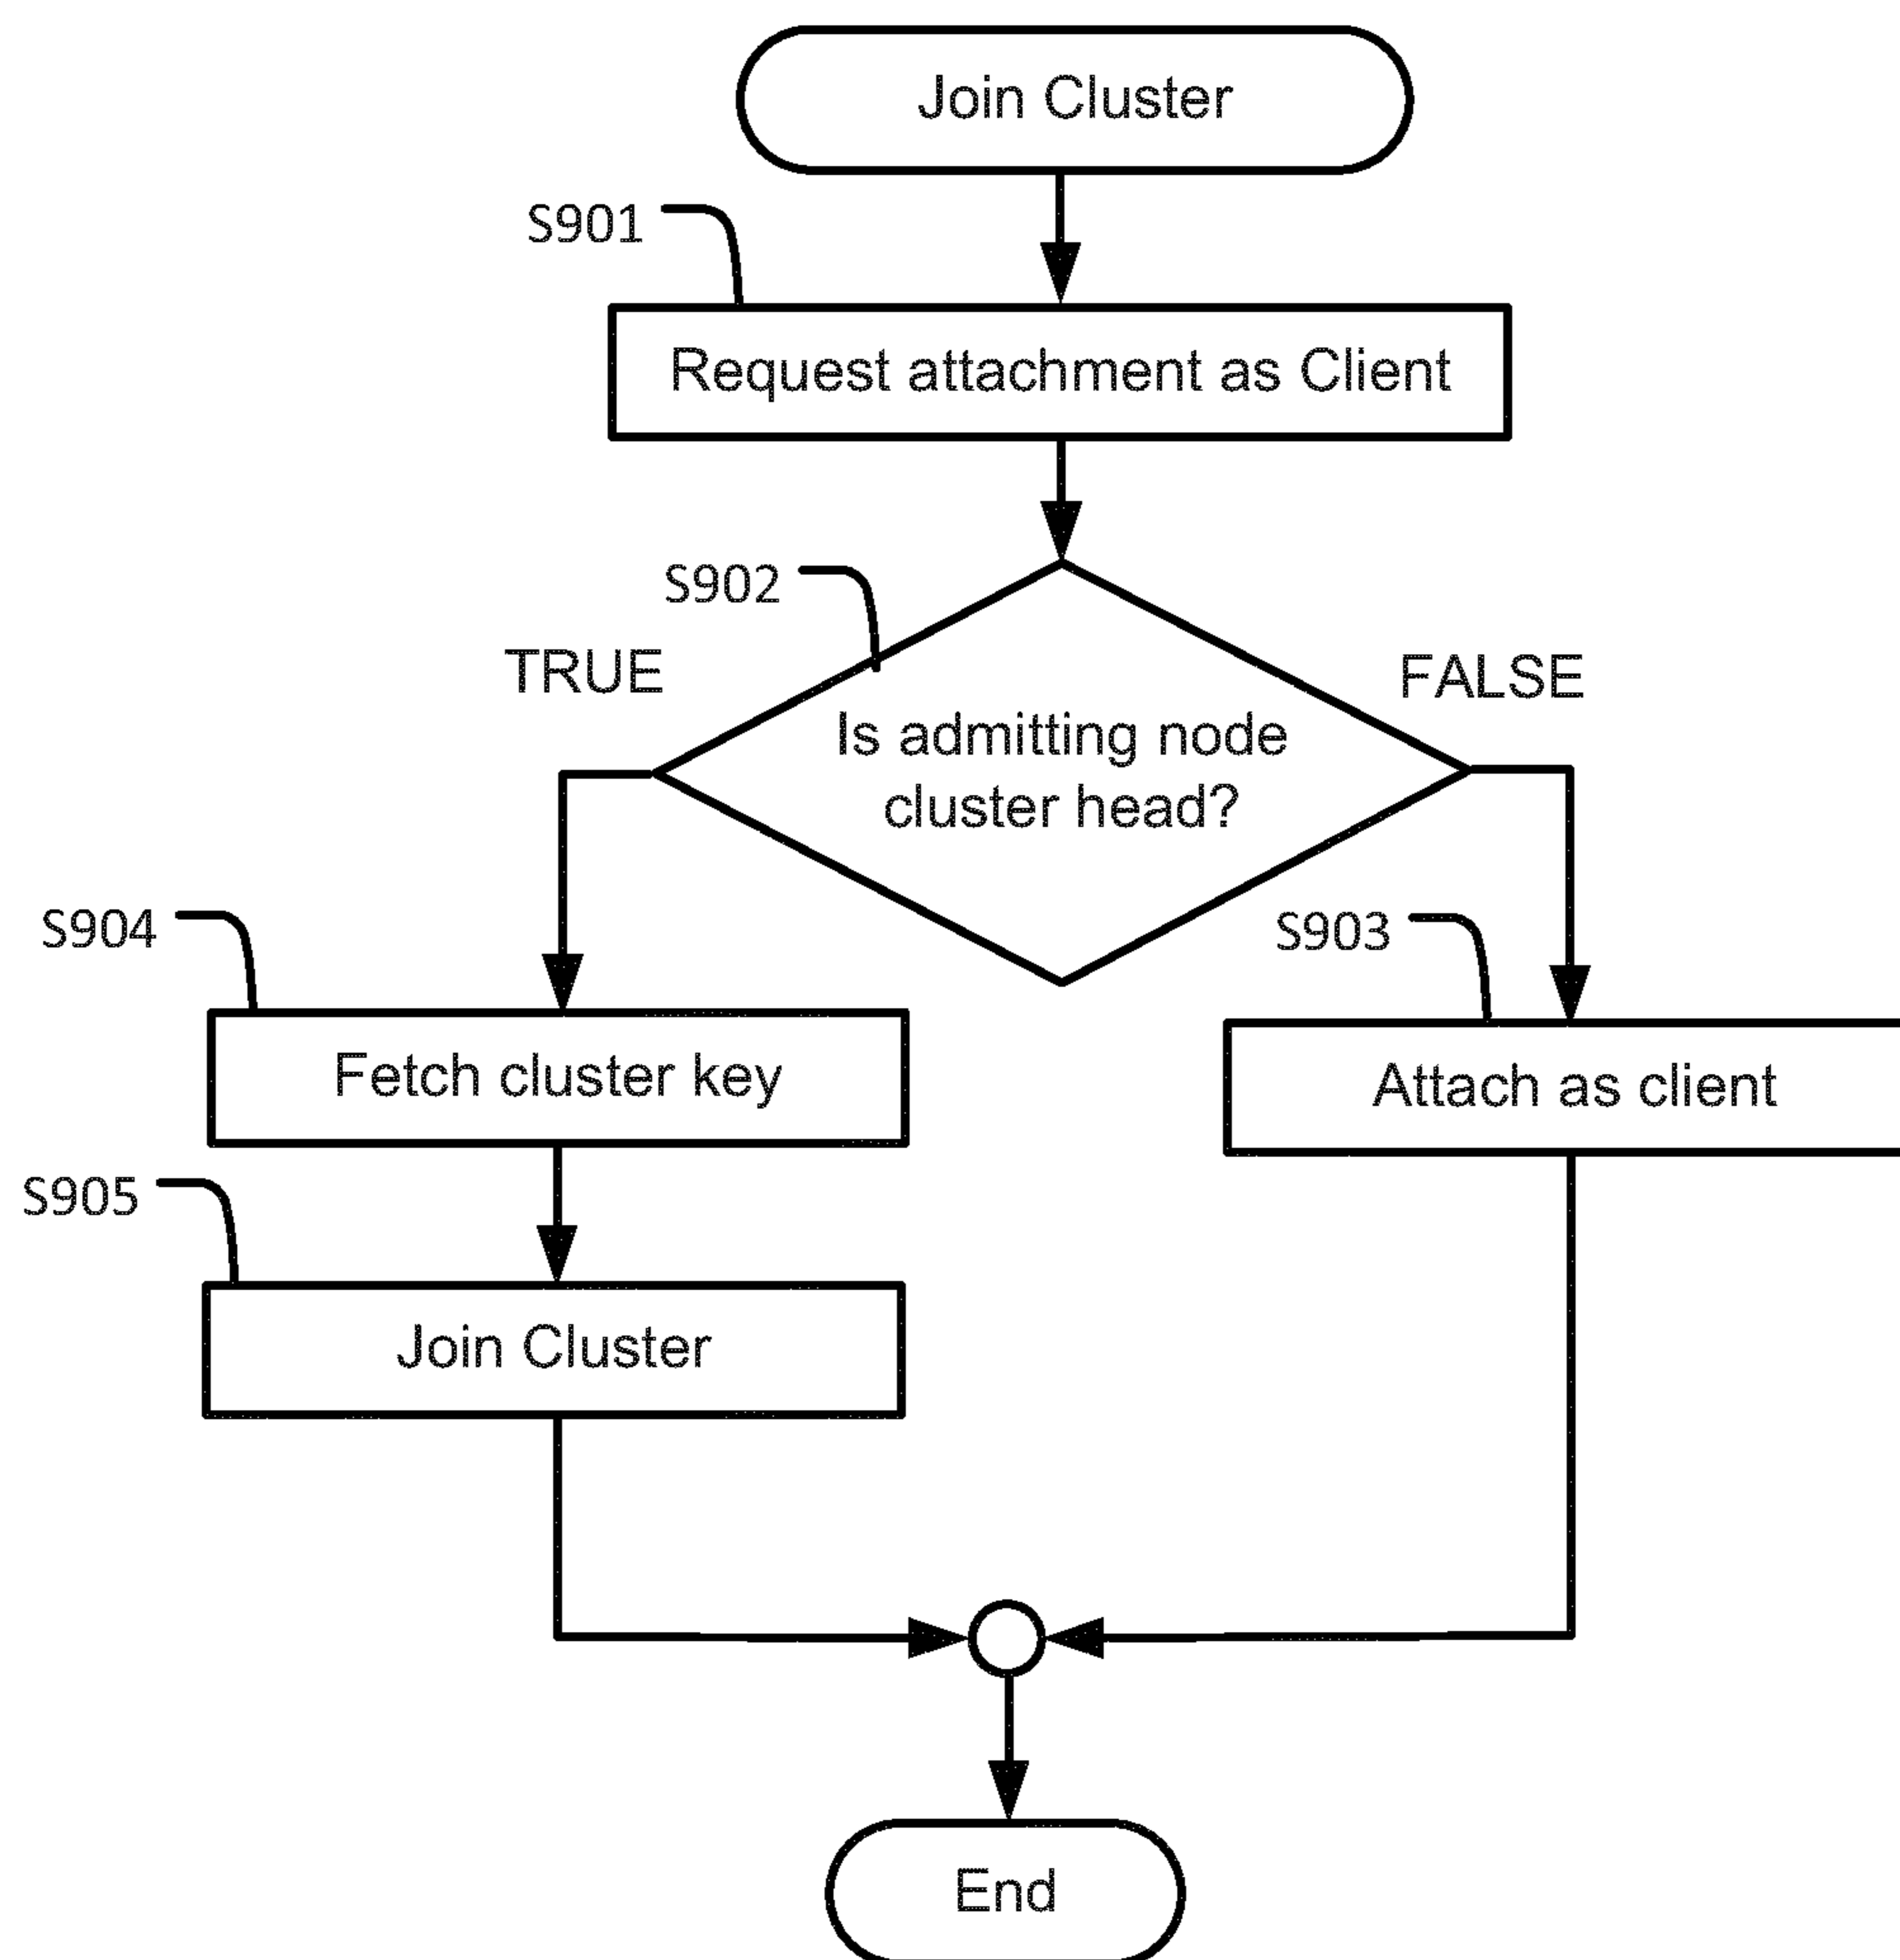 Join Cluster
S901
Request attachment as Client
S902
TRUE
FALSE
Is admitting node
cluster head?
S904
S903
Fetch cluster key
Attach as client
S905
Join Cluster
End